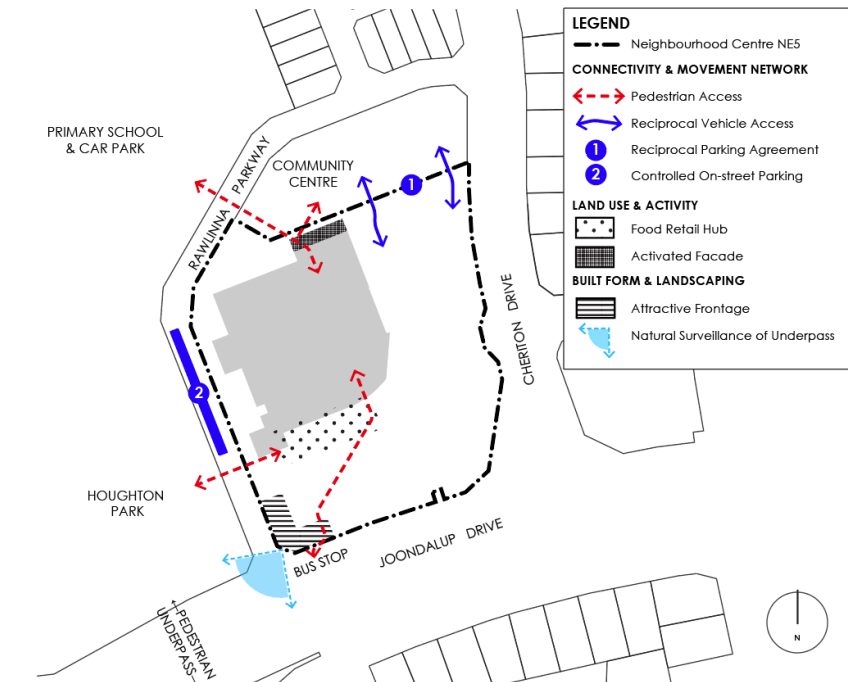 LEGEND
Neighbourhood Centre NE5
CONNECTIVITY & MOVEMENT NETWORK
Pedestrian Access
Reciprocal Vehicle Access
1 Reciprocal Parking Agreement
2 Controlled On-street Parking
LAND USE & ACTIVITY
Food Retail Hub
Activated Facade
BUILT FORM & LANDSCAPING
Attractive Frontage
Natural Surveillance of Underpass
PRIMARY SCHOOL
& CAR PARK
RAWLINNA PARKWAY
COMMUNITY
CENTRE
1
CHERITON DRIVE
2
HOUGHTON
PARK
BUS STOP
JOONDALUP DRIVE
←PEDESTRIAN
UNDERPASS
N